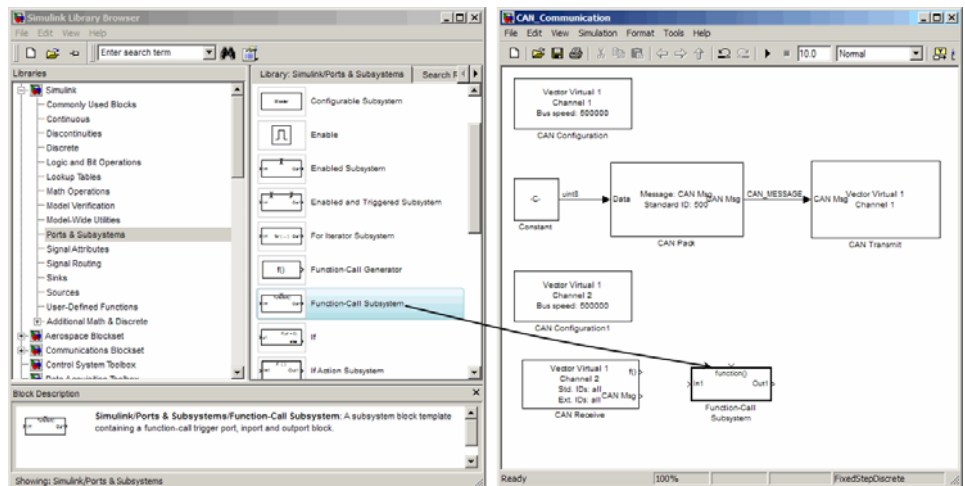 Simulink Library Browser
File Edit View Help
Enter search term
Libraries
Library: Simulink/Ports & Subsystems
Search
Simulink
Commonly Used Blocks
Continuous
Discontinuities
Discrete
Logic and Bit Operations
Lookup Tables
Math Operations
Model Verification
Model-Wide Utilities
Ports & Subsystems
Signal Attributes
Signal Routing
Sinks
Sources
User-Defined Functions
Additional Math & Discrete
Aerospace Blockset
Communications Blockset
Control System Toolbox
Data Acquisition Toolbox
Configurable Subsystem
Enable
Enabled Subsystem
Enabled and Triggered Subsystem
For Iterator Subsystem
f()
Function-Call Generator
Function-Call Subsystem
If
If Action Subsystem
Block Description
Simulink/Ports & Subsystems/Function-Call Subsystem: A subsystem block template
containing a function-call trigger port, inport and outport block.
Showing: Simulink/Ports & Subsystems
CAN_Communication
File Edit View Simulation Format Tools Help
10.0
Normal
Vector Virtual 1
Channel 1
Bus speed: 500000
CAN Configuration
-C-
Constant
uint8
Data
Message: CAN Msg
Standard ID: 500
CAN Msg
CAN Pack
CAN_MESSAGE
CAN Msg
Vector Virtual 1
Channel 1
CAN Transmit
Vector Virtual 1
Channel 2
Bus speed: 500000
CAN Configuration1
Vector Virtual 1
Channel 2
Std. IDs: all
Ext. IDs: all
f()
CAN Msg
CAN Receive
function()
In1
Out1
Function-Call
Subsystem
Ready
100%
FixedStepDiscrete